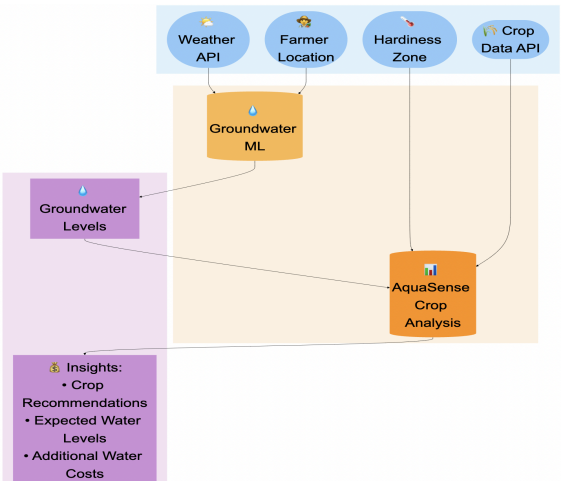 Weather
API
Farmer
Location
Hardiness
Zone
Crop
Data API
Groundwater
ML
Groundwater
Levels
AquaSense
Crop
Analysis
Insights:
• Crop
Recommendations
• Expected Water
Levels
• Additional Water
Costs